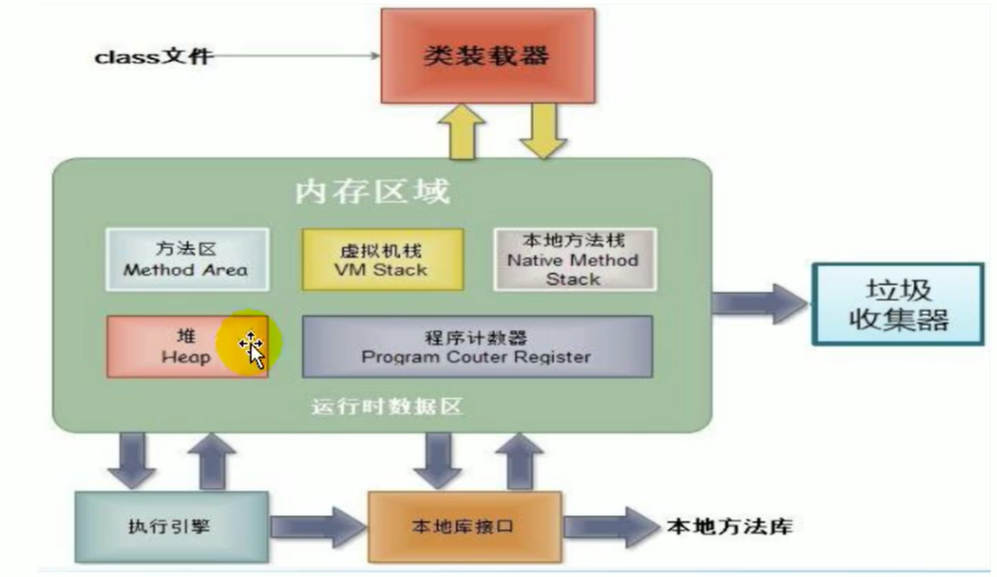 class文件
类装载器
内存区域
方法区
Method Area
虚拟机栈
VM Stack
本地方法栈
Native Method
Stack
堆
Heap
程序计数器
Program Couter Register
运行时数据区
垃圾
收集器
执行引擎
本地库接口
本地方法库